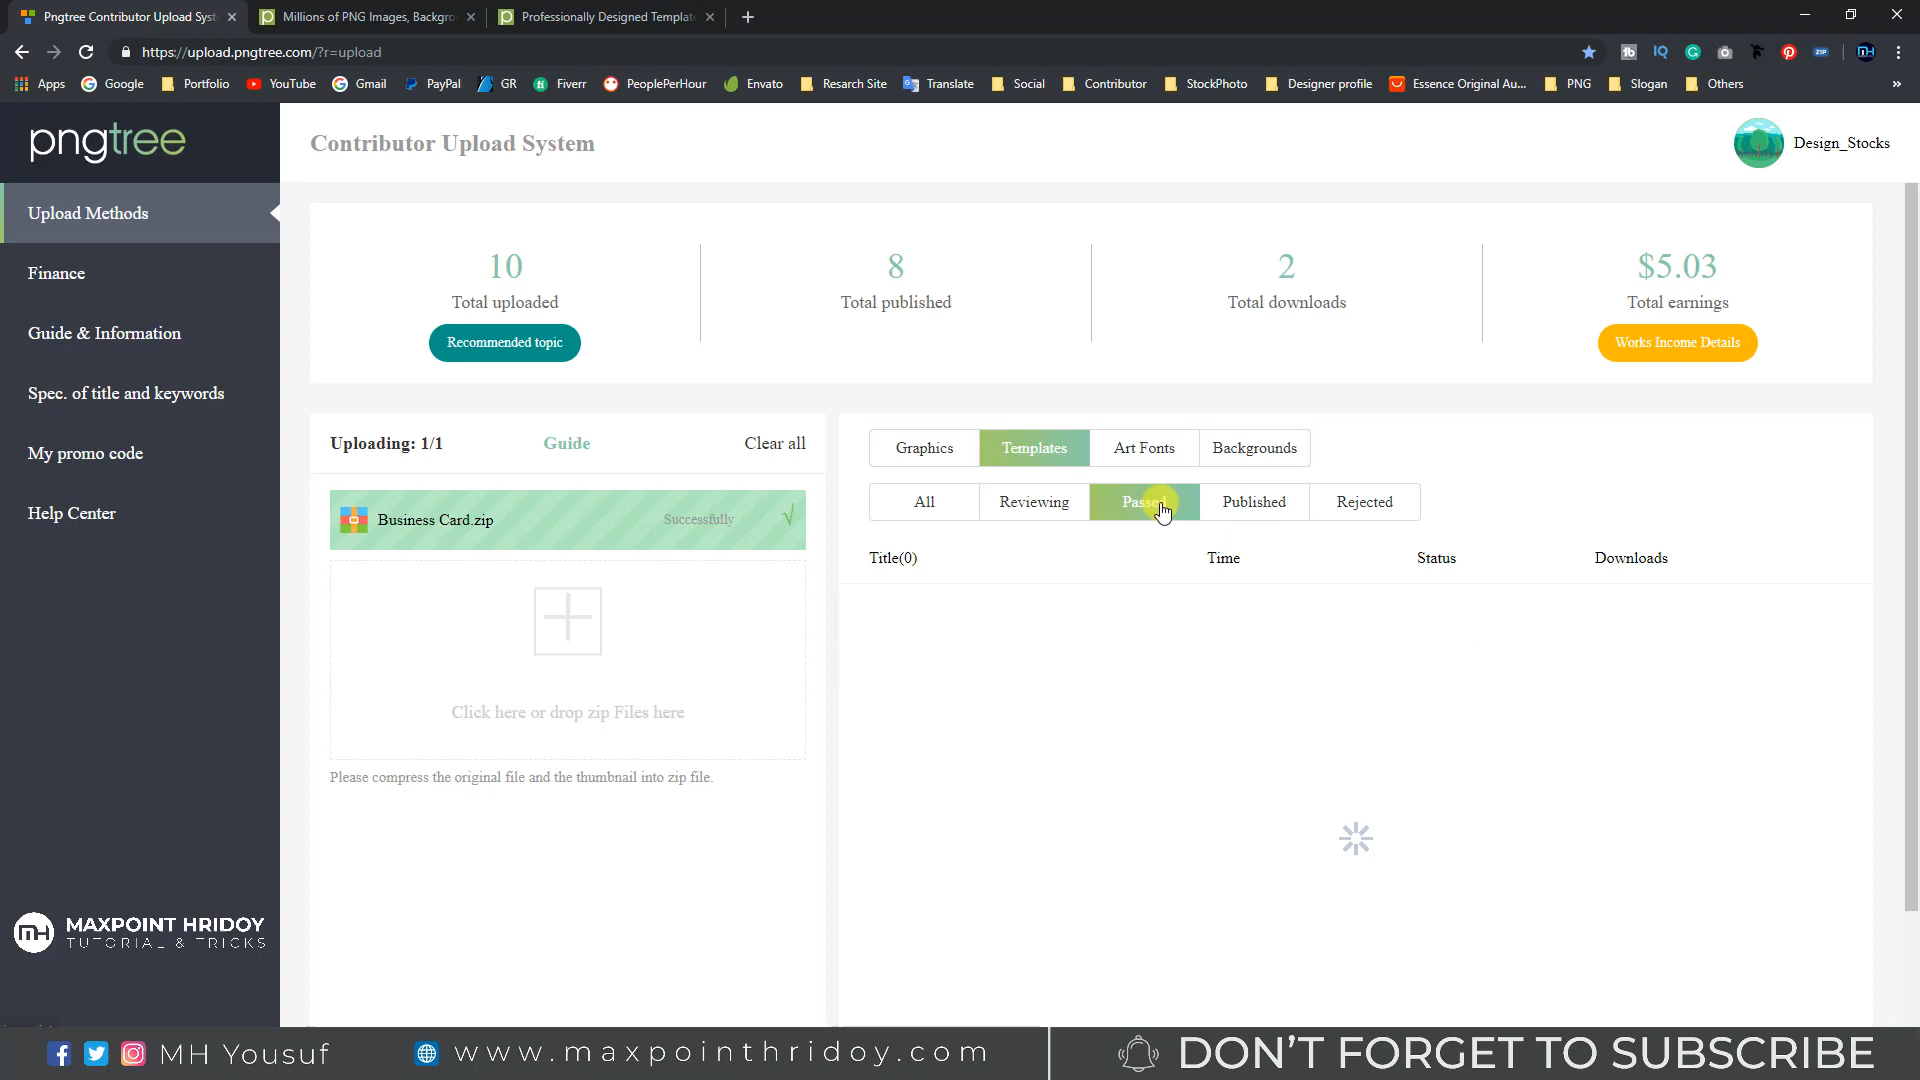 Pngtree Contributor Upload Syst
Millions of PNG Images, Backgro
Professionally Designed Templat
https://upload.pngtree.com/?r=upload
Apps
Google
Portfolio
YouTube
Gmail
PayPal
GR
Fiverr
PeoplePerHour
Envato
Resarch Site
Translate
Social
Contributor
StockPhoto
Designer profile
Essence Original Au...
PNG
Slogan
Others
pngtree
Contributor Upload System
Design_Stocks
Upload Methods
Finance
Guide & Information
Spec. of title and keywords
My promo code
Help Center
10
Total uploaded
Recommended topic
8
Total published
2
Total downloads
$5.03
Total earnings
Works Income Details
Uploading: 1/1
Guide
Clear all
Business Card.zip
Successfully
Click here or drop zip Files here
Please compress the original file and the thumbnail into zip file.
Graphics
Templates
Art Fonts
Backgrounds
All
Reviewing
Passed
Published
Rejected
Title(0)
Time
Status
Downloads
MH
MAXPOINT HRIDOY
TUTORIAL & TRICKS
MH Yousuf
www.maxpointhridoy.com
DON'T FORGET TO SUBSCRIBE